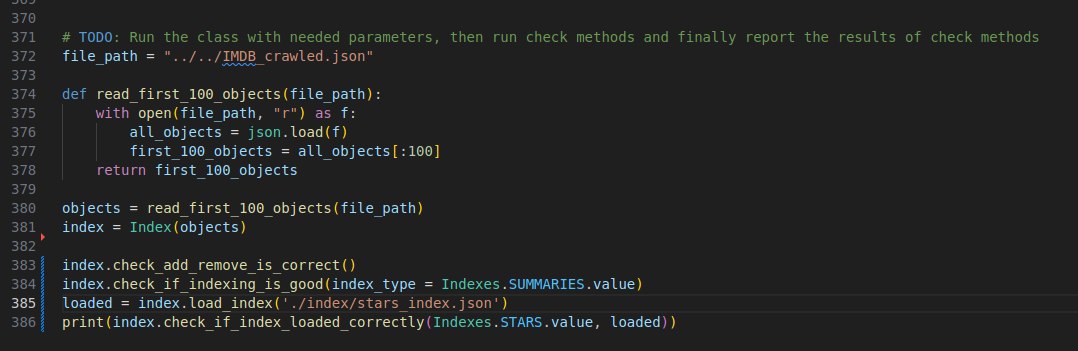 370
371 # TODO: Run the class with needed parameters, then run check methods and finally report the results of check methods
372 file_path = "../../IMDB_crawled.json"
373
374 def read_first_100_objects(file_path):
375     with open(file_path, "r") as f:
376         all_objects = json.load(f)
377         first_100_objects = all_objects[:100]
378     return first_100_objects
379
380 objects = read_first_100_objects(file_path)
381 index = Index(objects)
382
383 index.check_add_remove_is_correct()
384 index.check_if_indexing_is_good(index_type = Indexes.SUMMARIES.value)
385 loaded = index.load_index('./index/stars_index.json')
386 print(index.check_if_index_loaded_correctly(Indexes.STARS.value, loaded))